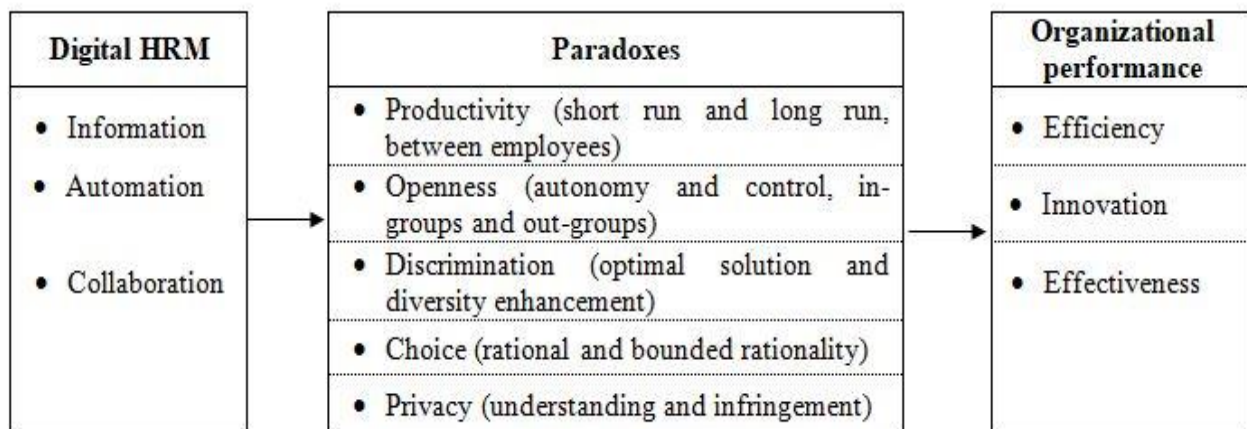 Digital HRM
• Information
• Automation
• Collaboration
Paradoxes
• Productivity (short run and long run,
between employees)
• Openness (autonomy and control, in-
groups and out-groups)
• Discrimination (optimal solution and
diversity enhancement)
• Choice (rational and bounded rationality)
• Privacy (understanding and infringement)
Organizational
performance
• Efficiency
• Innovation
• Effectiveness